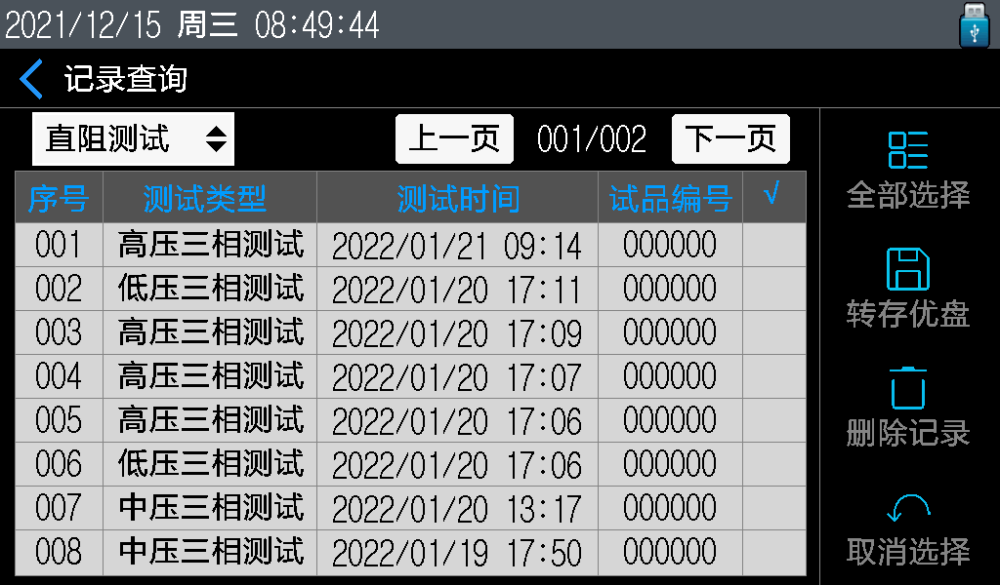 2021/12/15 周三 08:49:44
记录查询
直阻测试 上一页 001/002 下一页
序号 测试类型 测试时间 试品编号 √
001 高压三相测试 2022/01/21 09:14 000000
002 低压三相测试 2022/01/20 17:11 000000
003 高压三相测试 2022/01/20 17:09 000000
004 高压三相测试 2022/01/20 17:07 000000
005 高压三相测试 2022/01/20 17:06 000000
006 低压三相测试 2022/01/20 17:06 000000
007 中压三相测试 2022/01/20 13:17 000000
008 中压三相测试 2022/01/19 17:50 000000
全部选择
转存优盘
删除记录
取消选择